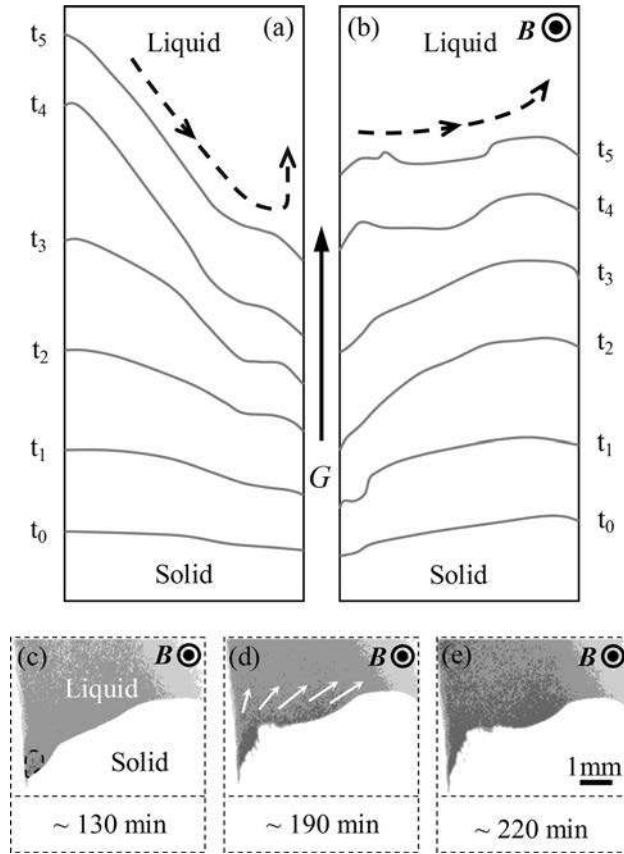 (a)
Liquid
t5
t4
t3
t2
t1
t0
Solid
G
(b)
B
Liquid
t5
t4
t3
t2
t1
t0
Solid
(c)
B
Liquid
Solid
~ 130 min
(d)
B
~ 190 min
(e)
B
1mm
~ 220 min